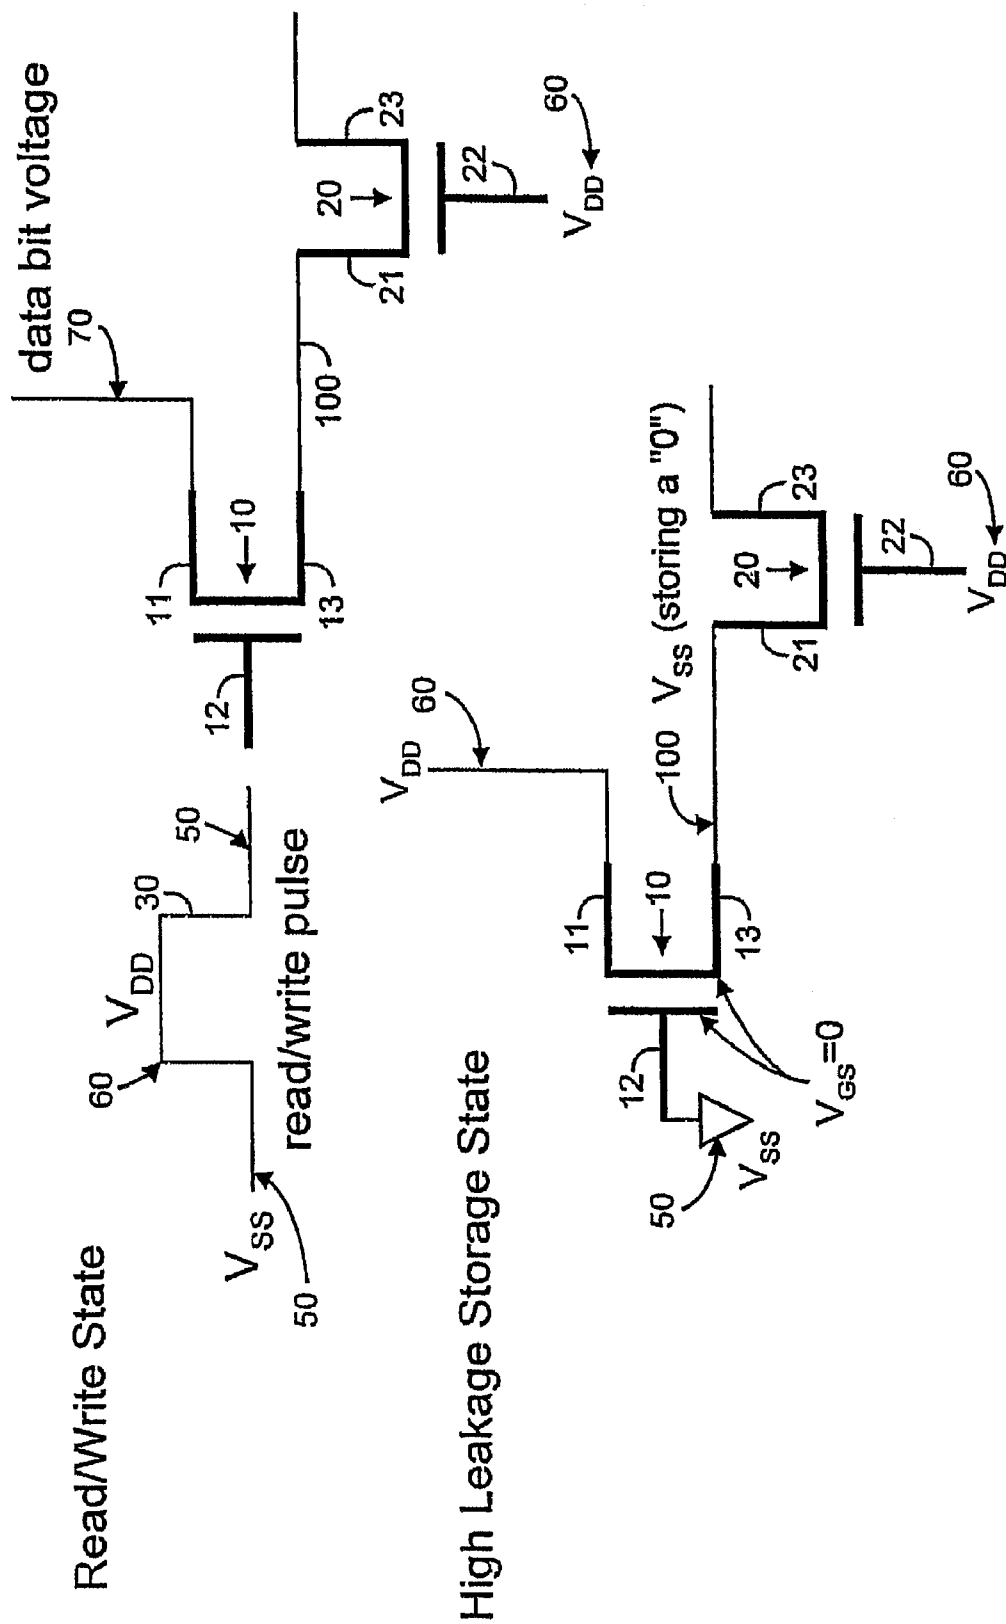 Read/Write State
data bit voltage
70
60
V_DD
30
50
V_SS
50
read/write pulse
11
12
10
13
100
20
21
23
22
V_DD
60
High Leakage Storage State
V_DD
60
11
12
10
13
100
V_SS (storing a "0")
50
V_SS
V_GS=0
20
21
23
22
V_DD
60